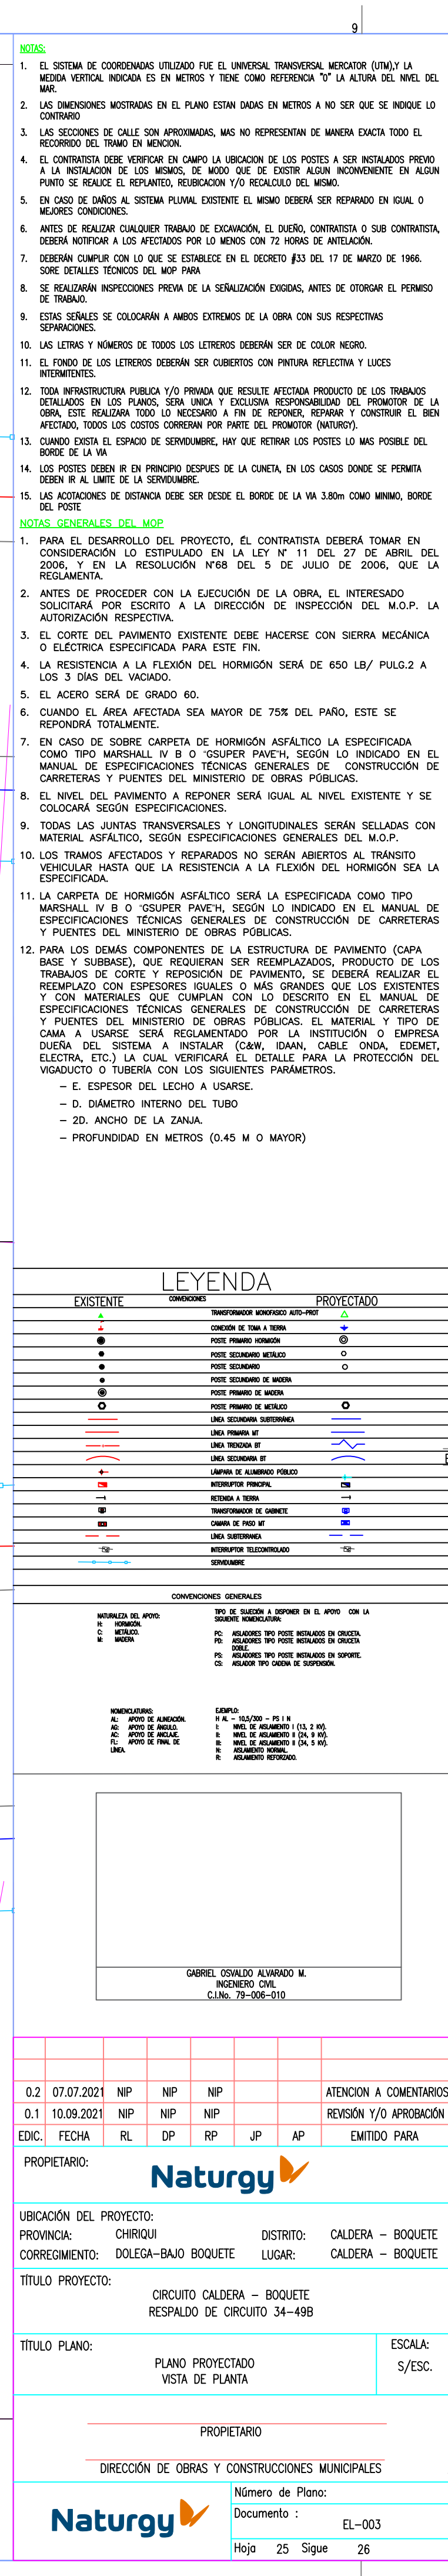 9
NOTAS:
1. EL SISTEMA DE COORDENADAS UTILIZADO FUE EL UNIVERSAL TRANSVERSAL MERCATOR (UTM),Y LA
MEDIDA VERTICAL INDICADA ES EN METROS Y TIENE COMO REFERENCIA "0" LA ALTURA DEL NIVEL DEL
MAR.
2. LAS DIMENSIONES MOSTRADAS EN EL PLANO ESTAN DADAS EN METROS A NO SER QUE SE INDIQUE LO
CONTRARIO
3. LAS SECCIONES DE CALLE SON APROXIMADAS, MAS NO REPRESENTAN DE MANERA EXACTA TODO EL
RECORRIDO DEL TRAMO EN MENCION.
4. EL CONTRATISTA DEBE VERIFICAR EN CAMPO LA UBICACION DE LOS POSTES A SER INSTALADOS PREVIO
A LA INSTALACION DE LOS MISMOS, DE MODO QUE DE EXISTIR ALGUN INCONVENIENTE EN ALGUN
PUNTO SE REALICE EL REPLANTEO, REUBICACION Y/O RECALCULO DEL MISMO.
5. EN CASO DE DAÑOS AL SISTEMA PLUVIAL EXISTENTE EL MISMO DEBERÁ SER REPARADO EN IGUAL O
MEJORES CONDICIONES.
6. ANTES DE REALIZAR CUALQUIER TRABAJO DE EXCAVACIÓN, EL DUEÑO, CONTRATISTA O SUB CONTRATISTA,
DEBERÁ NOTIFICAR A LOS AFECTADOS POR LO MENOS CON 72 HORAS DE ANTELACIÓN.
7. DEBERÁN CUMPLIR CON LO QUE SE ESTABLECE EN EL DECRETO #33 DEL 17 DE MARZO DE 1966.
SORE DETALLES TÉCNICOS DEL MOP PARA
8. SE REALIZARÁN INSPECCIONES PREVIA DE LA SEÑALIZACIÓN EXIGIDAS, ANTES DE OTORGAR EL PERMISO
DE TRABAJO.
9. ESTAS SEÑALES SE COLOCARÁN A AMBOS EXTREMOS DE LA OBRA CON SUS RESPECTIVAS
SEPARACIONES.
10. LAS LETRAS Y NÚMEROS DE TODOS LOS LETREROS DEBERÁN SER DE COLOR NEGRO.
11. EL FONDO DE LOS LETREROS DEBERÁN SER CUBIERTOS CON PINTURA REFLECTIVA Y LUCES
INTERMITENTES.
12. TODA INFRASTRUCTURA PUBLICA Y/O PRIVADA QUE RESULTE AFECTADA PRODUCTO DE LOS TRABAJOS
DETALLADOS EN LOS PLANOS, SERA UNICA Y EXCLUSIVA RESPONSABILIDAD DEL PROMOTOR DE LA
OBRA, ESTE REALIZARA TODO LO NECESARIO A FIN DE REPONER, REPARAR Y CONSTRUIR EL BIEN
AFECTADO, TODOS LOS COSTOS CORRERAN POR PARTE DEL PROMOTOR (NATURGY).
13. CUANDO EXISTA EL ESPACIO DE SERVIDUMBRE, HAY QUE RETIRAR LOS POSTES LO MAS POSIBLE DEL
BORDE DE LA VIA
14. LOS POSTES DEBEN IR EN PRINCIPIO DESPUES DE LA CUNETA, EN LOS CASOS DONDE SE PERMITA
DEBEN IR AL LIMITE DE LA SERVIDUMBRE.
15. LAS ACOTACIONES DE DISTANCIA DEBE SER DESDE EL BORDE DE LA VIA 3.80m COMO MINIMO, BORDE
DEL POSTE
NOTAS GENERALES DEL MOP
1. PARA EL DESARROLLO DEL PROYECTO, ÉL CONTRATISTA DEBERÁ TOMAR EN
CONSIDERACIÓN LO ESTIPULADO EN LA LEY N° 11 DEL 27 DE ABRIL DEL
2006, Y EN LA RESOLUCIÓN N°68 DEL 5 DE JULIO DE 2006, QUE LA
REGLAMENTA.
2. ANTES DE PROCEDER CON LA EJECUCIÓN DE LA OBRA, EL INTERESADO
SOLICITARÁ POR ESCRITO A LA DIRECCIÓN DE INSPECCIÓN DEL M.O.P. LA
AUTORIZACIÓN RESPECTIVA.
3. EL CORTE DEL PAVIMENTO EXISTENTE DEBE HACERSE CON SIERRA MECÁNICA
O ELÉCTRICA ESPECIFICADA PARA ESTE FIN.
4. LA RESISTENCIA A LA FLEXIÓN DEL HORMIGÓN SERÁ DE 650 LB/ PULG.2 A
LOS 3 DÍAS DEL VACIADO.
5. EL ACERO SERÁ DE GRADO 60.
6. CUANDO EL ÁREA AFECTADA SEA MAYOR DE 75% DEL PAÑO, ESTE SE
REPONDRÁ TOTALMENTE.
7. EN CASO DE SOBRE CARPETA DE HORMIGÓN ASFÁLTICO LA ESPECIFICADA
COMO TIPO MARSHALL IV B O "GSUPER PAVE"H, SEGÚN LO INDICADO EN EL
MANUAL DE ESPECIFICACIONES TÉCNICAS GENERALES DE CONSTRUCCIÓN DE
CARRETERAS Y PUENTES DEL MINISTERIO DE OBRAS PÚBLICAS.
8. EL NIVEL DEL PAVIMENTO A REPONER SERÁ IGUAL AL NIVEL EXISTENTE Y SE
COLOCARÁ SEGÚN ESPECIFICACIONES.
9. TODAS LAS JUNTAS TRANSVERSALES Y LONGITUDINALES SERÁN SELLADAS CON
MATERIAL ASFÁLTICO, SEGÚN ESPECIFICACIONES GENERALES DEL M.O.P.
10. LOS TRAMOS AFECTADOS Y REPARADOS NO SERÁN ABIERTOS AL TRÁNSITO
VEHICULAR HASTA QUE LA RESISTENCIA A LA FLEXIÓN DEL HORMIGÓN SEA LA
ESPECIFICADA.
11. LA CARPETA DE HORMIGÓN ASFÁLTICO SERÁ LA ESPECIFICADA COMO TIPO
MARSHALL IV B O "GSUPER PAVE"H, SEGÚN LO INDICADO EN EL MANUAL DE
ESPECIFICACIONES TÉCNICAS GENERALES DE CONSTRUCCIÓN DE CARRETERAS
Y PUENTES DEL MINISTERIO DE OBRAS PÚBLICAS.
12. PARA LOS DEMÁS COMPONENTES DE LA ESTRUCTURA DE PAVIMENTO (CAPA
BASE Y SUBBASE), QUE REQUIERAN SER REEMPLAZADOS, PRODUCTO DE LOS
TRABAJOS DE CORTE Y REPOSICIÓN DE PAVIMENTO, SE DEBERÁ REALIZAR EL
REEMPLAZO CON ESPESORES IGUALES O MÁS GRANDES QUE LOS EXISTENTES
Y CON MATERIALES QUE CUMPLAN CON LO DESCRITO EN EL MANUAL DE
ESPECIFICACIONES TÉCNICAS GENERALES DE CONSTRUCCIÓN DE CARRETERAS
Y PUENTES DEL MINISTERIO DE OBRAS PÚBLICAS. EL MATERIAL Y TIPO DE
CAMA A USARSE SERÁ REGLAMENTADO POR LA INSTITUCIÓN O EMPRESA
DUEÑA DEL SISTEMA A INSTALAR (C&W, IDAAN, CABLE ONDA, EDEMET,
ELECTRA, ETC.) LA CUAL VERIFICARÁ EL DETALLE PARA LA PROTECCIÓN DEL
VIGADUCTO O TUBERÍA CON LOS SIGUIENTES PARÁMETROS.
– E. ESPESOR DEL LECHO A USARSE.
– D. DIÁMETRO INTERNO DEL TUBO
– 2D. ANCHO DE LA ZANJA.
– PROFUNDIDAD EN METROS (0.45 M O MAYOR)
LEYENDA
EXISTENTE CONVENCIONES PROYECTADO
TRANSFORMADOR MONOFASICO AUTO-PROT
CONEXIÓN DE TOMA A TIERRA
POSTE PRIMARIO HORMIGÓN
POSTE SECUNDARIO METÁLICO
POSTE SECUNDARIO
POSTE SECUNDARIO DE MADERA
POSTE PRIMARIO DE MADERA
POSTE PRIMARIO DE METÁLICO
LÍNEA SECUNDARIA SUBTERRÁNEA
LÍNEA PRIMARIA MT
LÍNEA TRENZADA BT
LÍNEA SECUNDARIA BT
LÁMPARA DE ALUMBRADO PÚBLICO
INTERRUPTOR PRINCIPAL
RETENIDA A TIERRA
TRANSFORMADOR DE GABINETE
CAMARA DE PASO MT
LÍNEA SUBTERRANEA
INTERRUPTOR TELECONTROLADO
SERVIDUMBRE
CONVENCIONES GENERALES
NATURALEZA DEL APOYO:
H: HORMIGÓN.
C: METÁLICO.
M: MADERA
TIPO DE SUJECIÓN A DISPONER EN EL APOYO CON LA
SIGUIENTE NOMENCLATURA:
PC: AISLADORES TIPO POSTE INSTALADOS EN CRUCETA.
PD: AISLADORES TIPO POSTE INSTALADOS EN CRUCETA
DOBLE.
PS: AISLADORES TIPO POSTE INSTALADOS EN SOPORTE.
CS: AISLADOR TIPO CADENA DE SUSPENSIÓN.
NOMENCLATURAS:
AL: APOYO DE ALINEACIÓN.
AG: APOYO DE ÁNGULO.
AC: APOYO DE ANCLAJE.
FL: APOYO DE FINAL DE
LÍNEA.
EJEMPLO:
H AL – 10,5/300 – PS I N
I: NIVEL DE AISLAMIENTO I (13, 2 KV).
II: NIVEL DE AISLAMIENTO II (24, 9 KV).
III: NIVEL DE AISLAMIENTO II (34, 5 KV).
N: AISLAMIENTO NORMAL.
R: AISLAMIENTO REFORZADO.
GABRIEL OSVALDO ALVARADO M.
INGENIERO CIVIL
C.I.No. 79-006-010
0.2 07.07.2021 NIP NIP NIP ATENCION A COMENTARIOS
0.1 10.09.2021 NIP NIP NIP REVISIÓN Y/O APROBACIÓN
EDIC. FECHA RL DP RP JP AP EMITIDO PARA
PROPIETARIO:
Naturgy
UBICACIÓN DEL PROYECTO:
PROVINCIA: CHIRIQUI DISTRITO: CALDERA – BOQUETE
CORREGIMIENTO: DOLEGA-BAJO BOQUETE LUGAR: CALDERA – BOQUETE
TÍTULO PROYECTO:
CIRCUITO CALDERA – BOQUETE
RESPALDO DE CIRCUITO 34-49B
TÍTULO PLANO: ESCALA:
PLANO PROYECTADO S/ESC.
VISTA DE PLANTA
PROPIETARIO
DIRECCIÓN DE OBRAS Y CONSTRUCCIONES MUNICIPALES
Naturgy
Número de Plano:
Documento :
EL-003
Hoja 25 Sigue 26